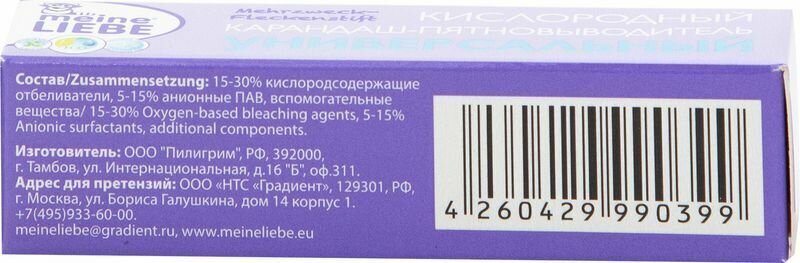 meine
LIEBE
Mehrzweck-
Fleckenstift
КИСЛОРОДНЫЙ
КАРАНДАШ-ПЯТНОВЫВОДИТЕЛЬ
УНИВЕРСАЛЬНЫЙ
Состав/Zusammensetzung: 15-30% кислородсодержащие
отбеливатели, 5-15% анионные ПАВ, вспомогательные
вещества/ 15-30% Oxygen-based bleaching agents, 5-15%
Anionic surfactants, additional components.
Изготовитель: ООО "Пилигрим", РФ, 392000,
г. Тамбов, ул. Интернациональная, д.16 "Б", оф.311.
Адрес для претензий: ООО «НТС «Градиент», 129301, РФ,
г. Москва, ул. Бориса Галушкина, дом 14 корпус 1.
+7(495)933-60-00.
meineliebe@gradient.ru, www.meineliebe.eu
4 260429 990399